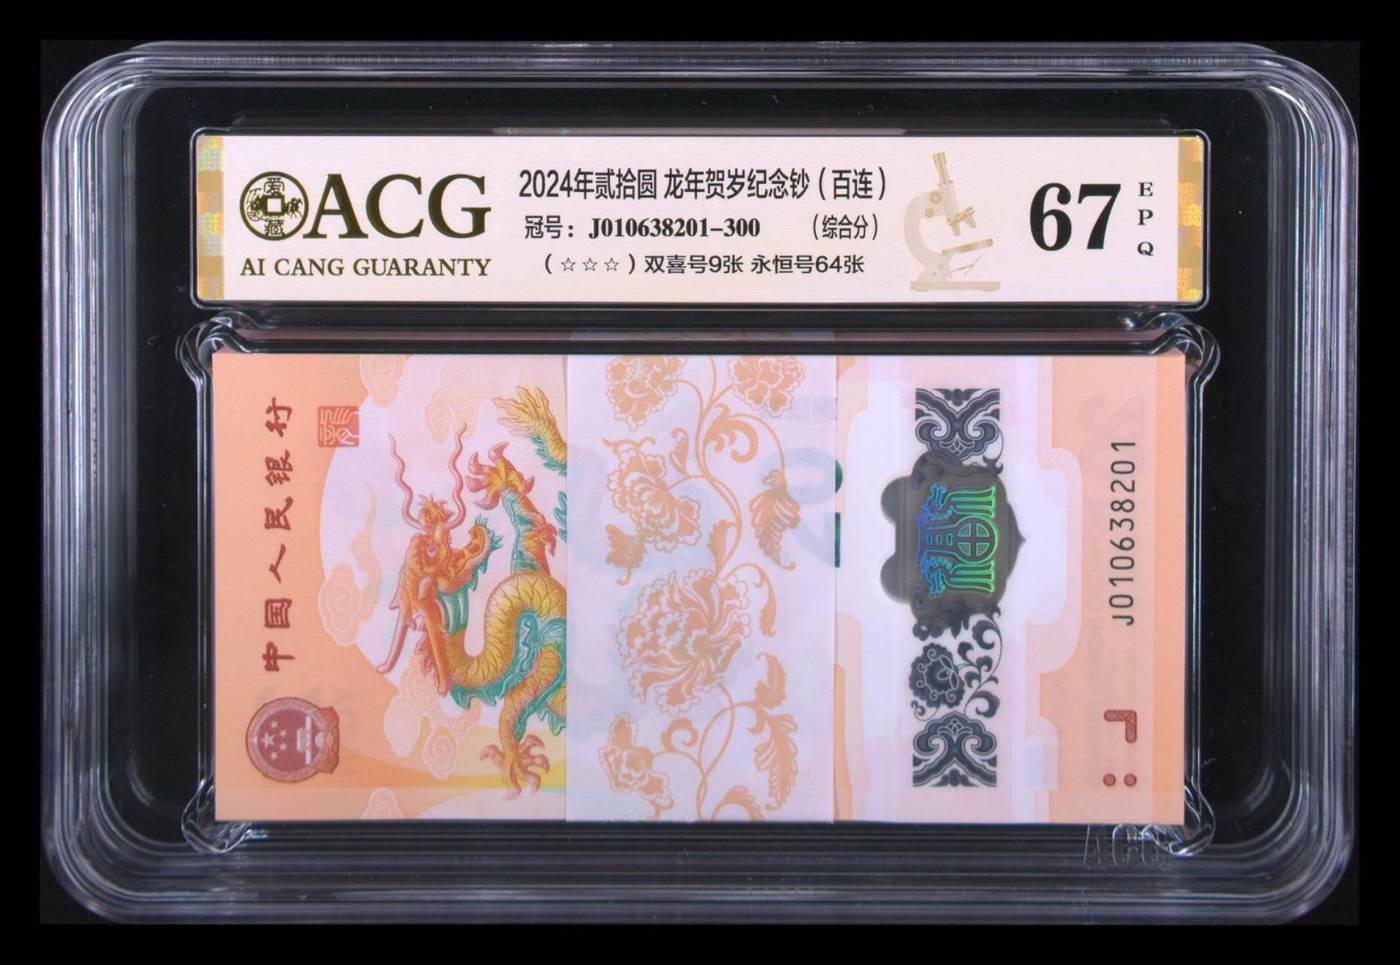 ACG
AI CANG GUARANTY
2024年贰拾圆 龙年贺岁纪念钞(百连)
冠号: J010638201-300 (综合分)
(☆☆☆)双喜号9张 永恒号64张
67
EPQ
中国人民银行
J010638201
ACG